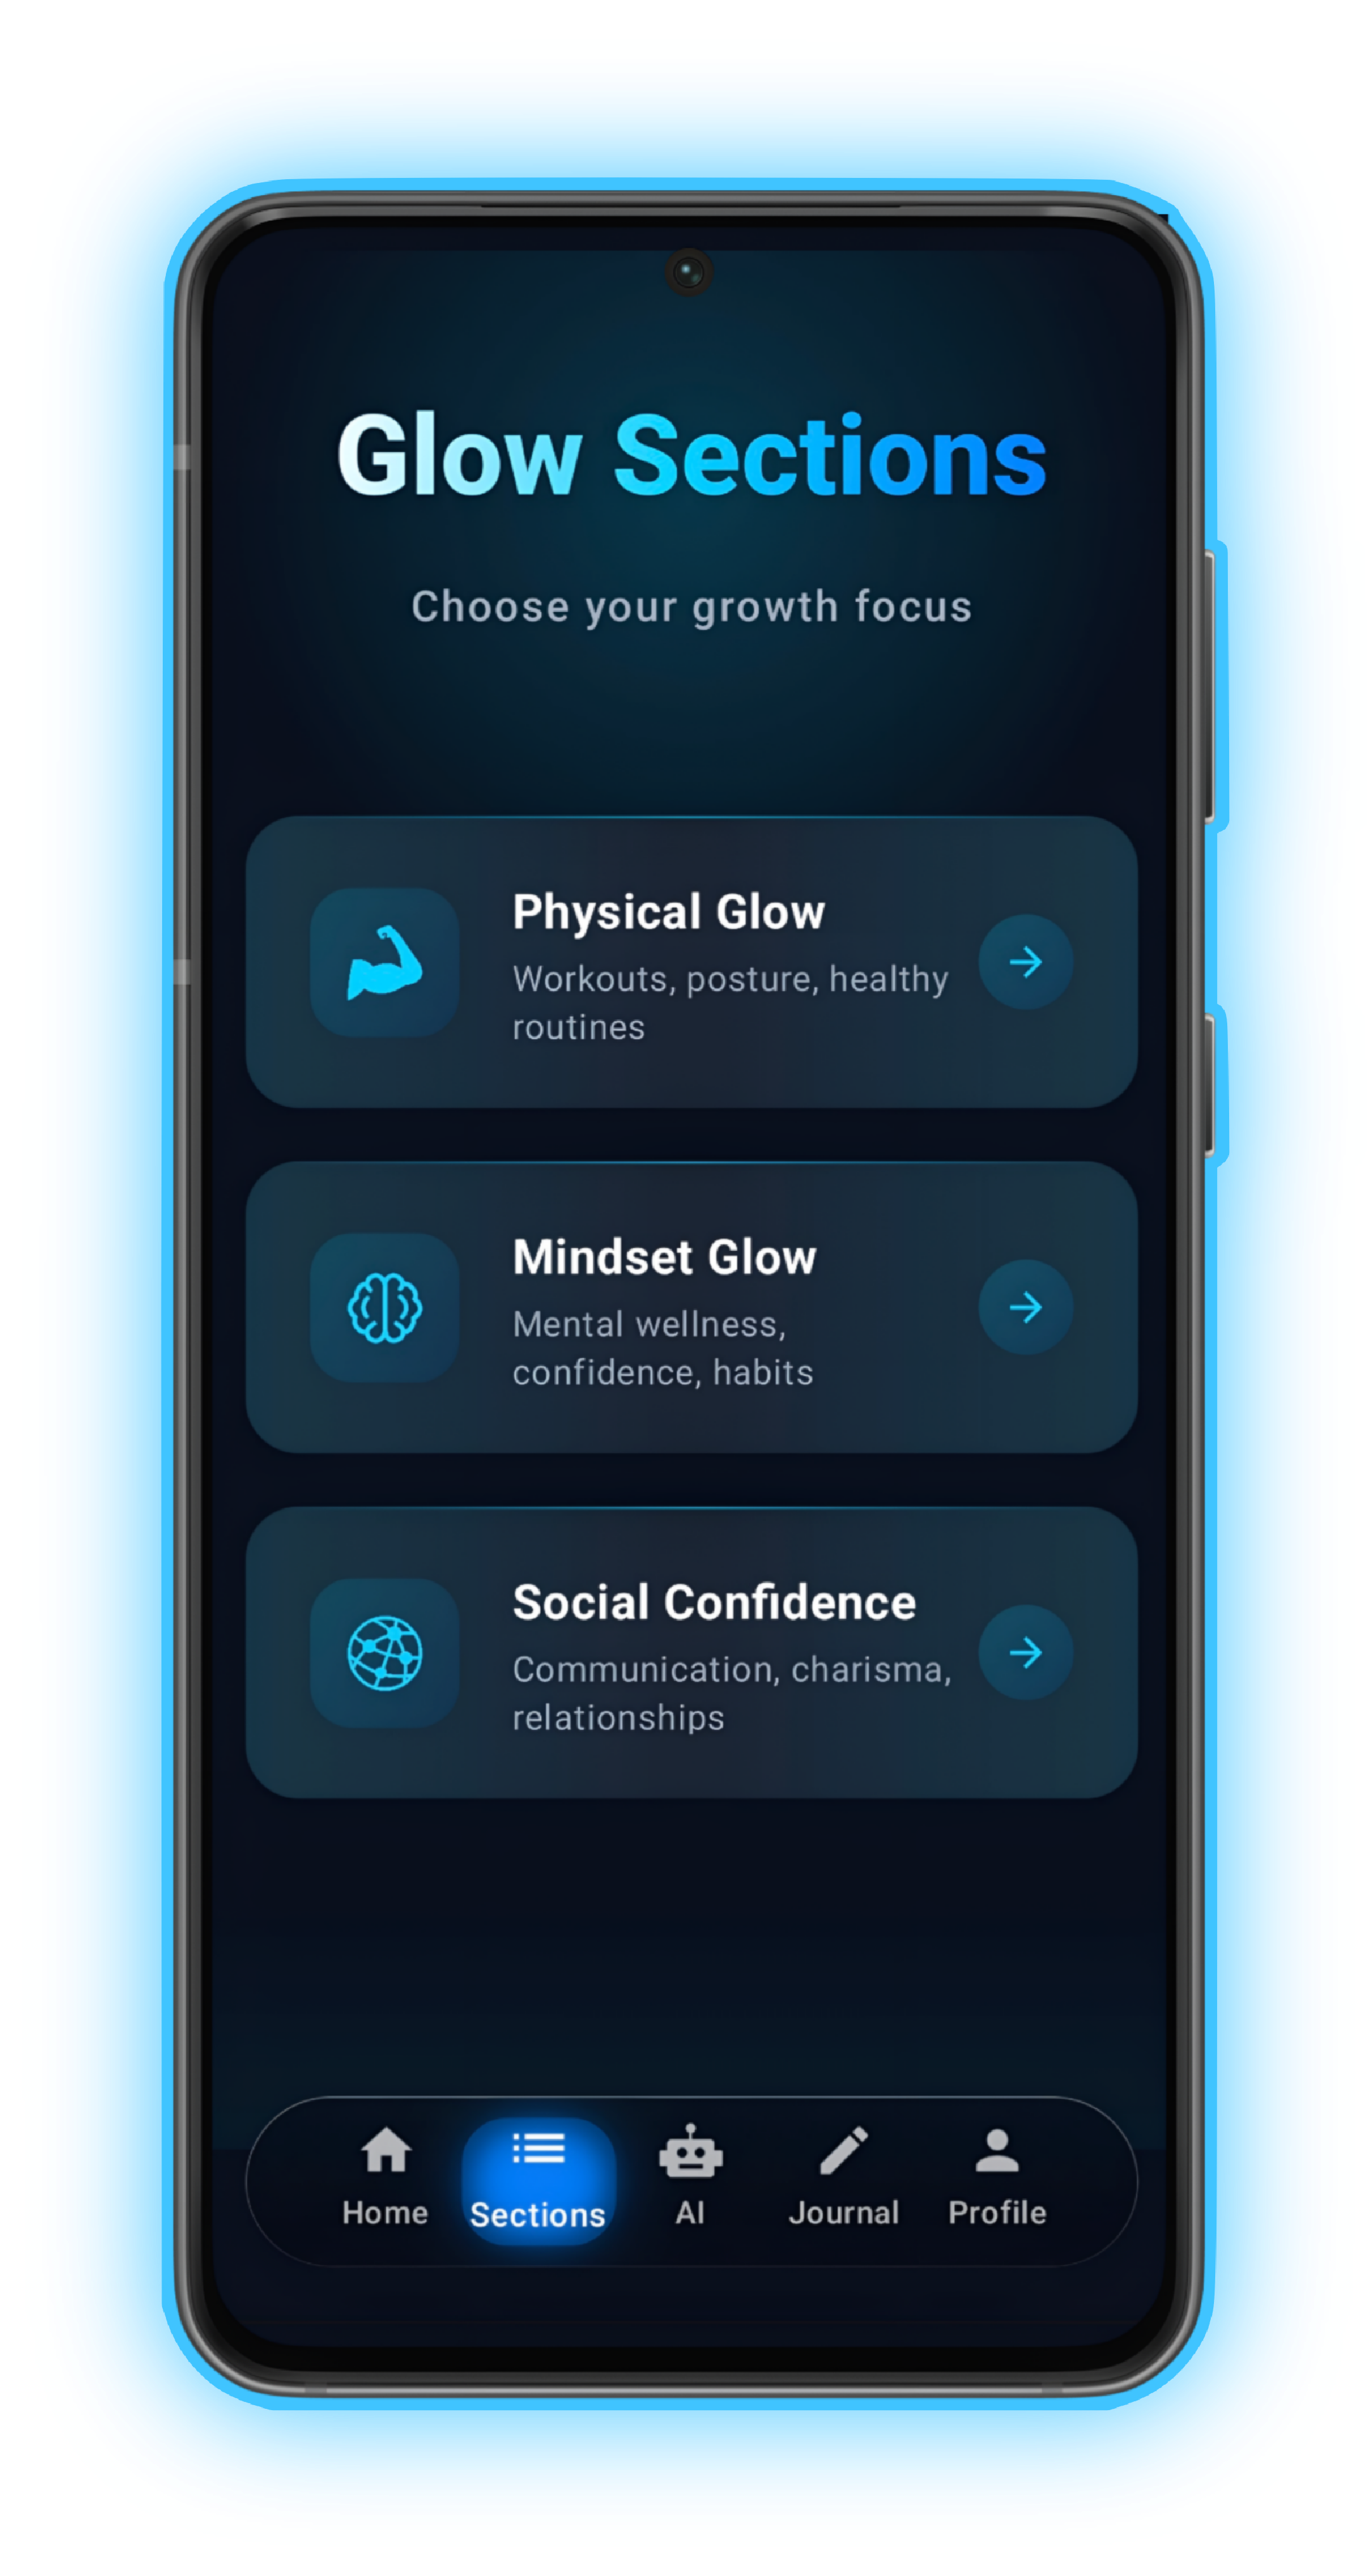 Glow Sections
Choose your growth focus
Physical Glow
Workouts, posture, healthy
routines
Mindset Glow
Mental wellness,
confidence, habits
Social Confidence
Communication, charisma,
relationships
Home
Sections
AI
Journal
Profile